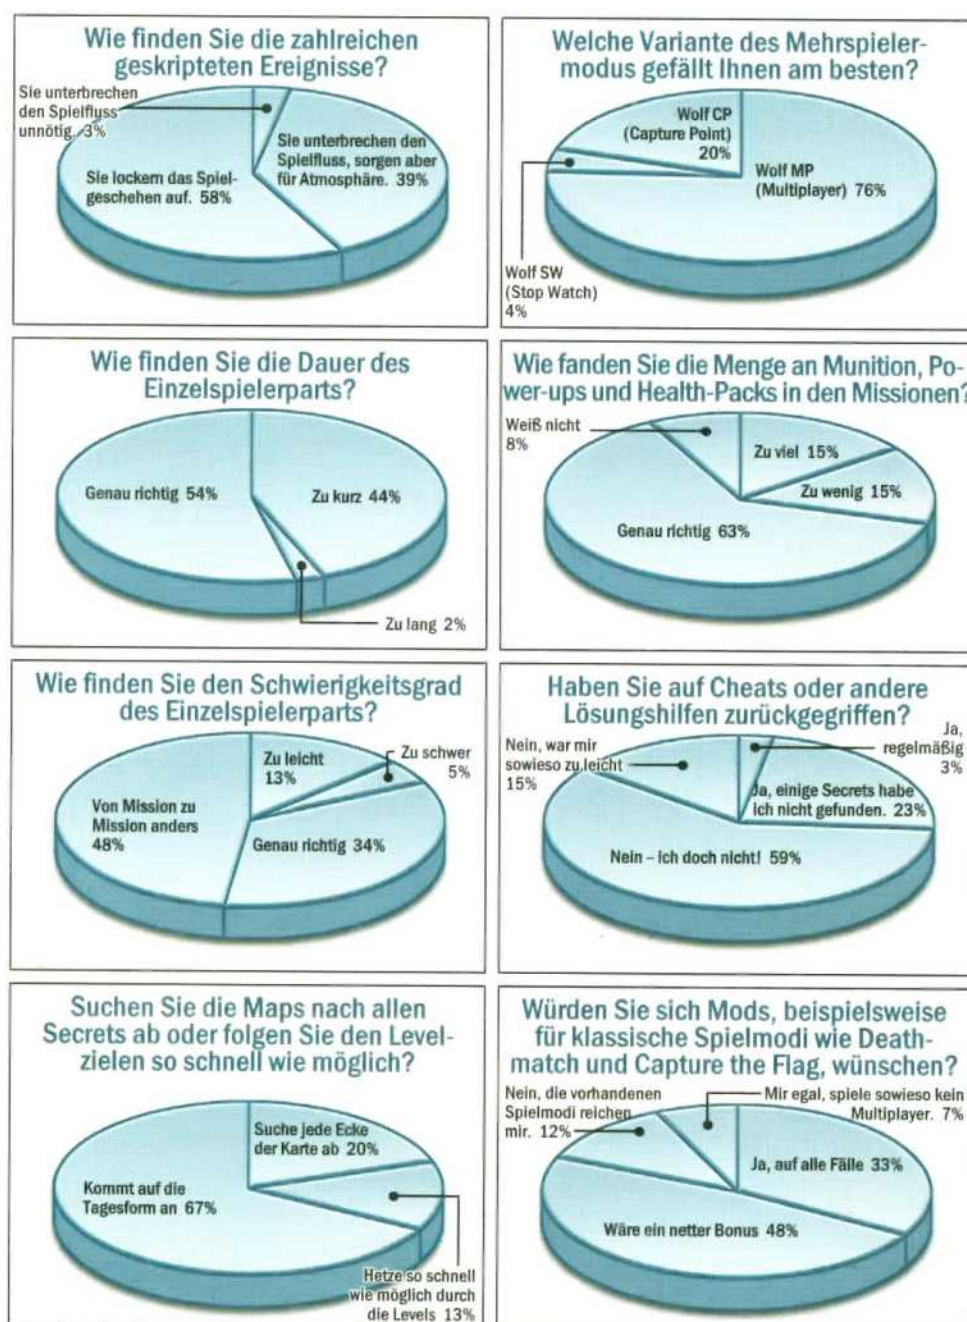 Wie finden Sie die zahlreichen
geskripteten Ereignisse?
Sie unterbrechen
den Spielfluss
unnötig. 3%
Sie unterbrechen den
Spielfluss, sorgen aber
für Atmosphäre. 39%
Sie lockern das Spiel-
geschehen auf. 58%
Welche Variante des Mehrspieler-
modus gefällt Ihnen am besten?
Wolf CP
(Capture Point)
20%
Wolf MP
(Multiplayer) 76%
Wolf SW
(Stop Watch)
4%
Wie finden Sie die Dauer des
Einzelspielerparts?
Genau richtig 54%
Zu kurz 44%
Zu lang 2%
Wie fanden Sie die Menge an Munition, Po-
wer-ups und Health-Packs in den Missionen?
Weiß nicht
8%
Zu viel 15%
Zu wenig 15%
Genau richtig 63%
Wie finden Sie den Schwierigkeitsgrad
des Einzelspielerparts?
Zu leicht
13%
Zu schwer
5%
Von Mission zu
Mission anders
48%
Genau richtig 34%
Haben Sie auf Cheats oder andere
Lösungshilfen zurückgegriffen?
Nein, war mir
sowieso zu leicht
15%
Ja,
regelmäßig
3%
Ja, einige Secrets habe
ich nicht gefunden. 23%
Nein – ich doch nicht! 59%
Suchen Sie die Maps nach allen
Secrets ab oder folgen Sie den Level-
zielen so schnell wie möglich?
Suche jede Ecke
der Karte ab 20%
Kommt auf die
Tagesform an 67%
Hetze so schnell
wie möglich durch
die Levels 13%
Würden Sie sich Mods, beispielsweise
für klassische Spielmodi wie Death-
match und Capture the Flag, wünschen?
Nein, die vorhandenen
Spielmodi reichen
mir. 12%
Mir egal, spiele sowieso kein
Multiplayer. 7%
Ja, auf alle Fälle 33%
Wäre ein netter Bonus 48%